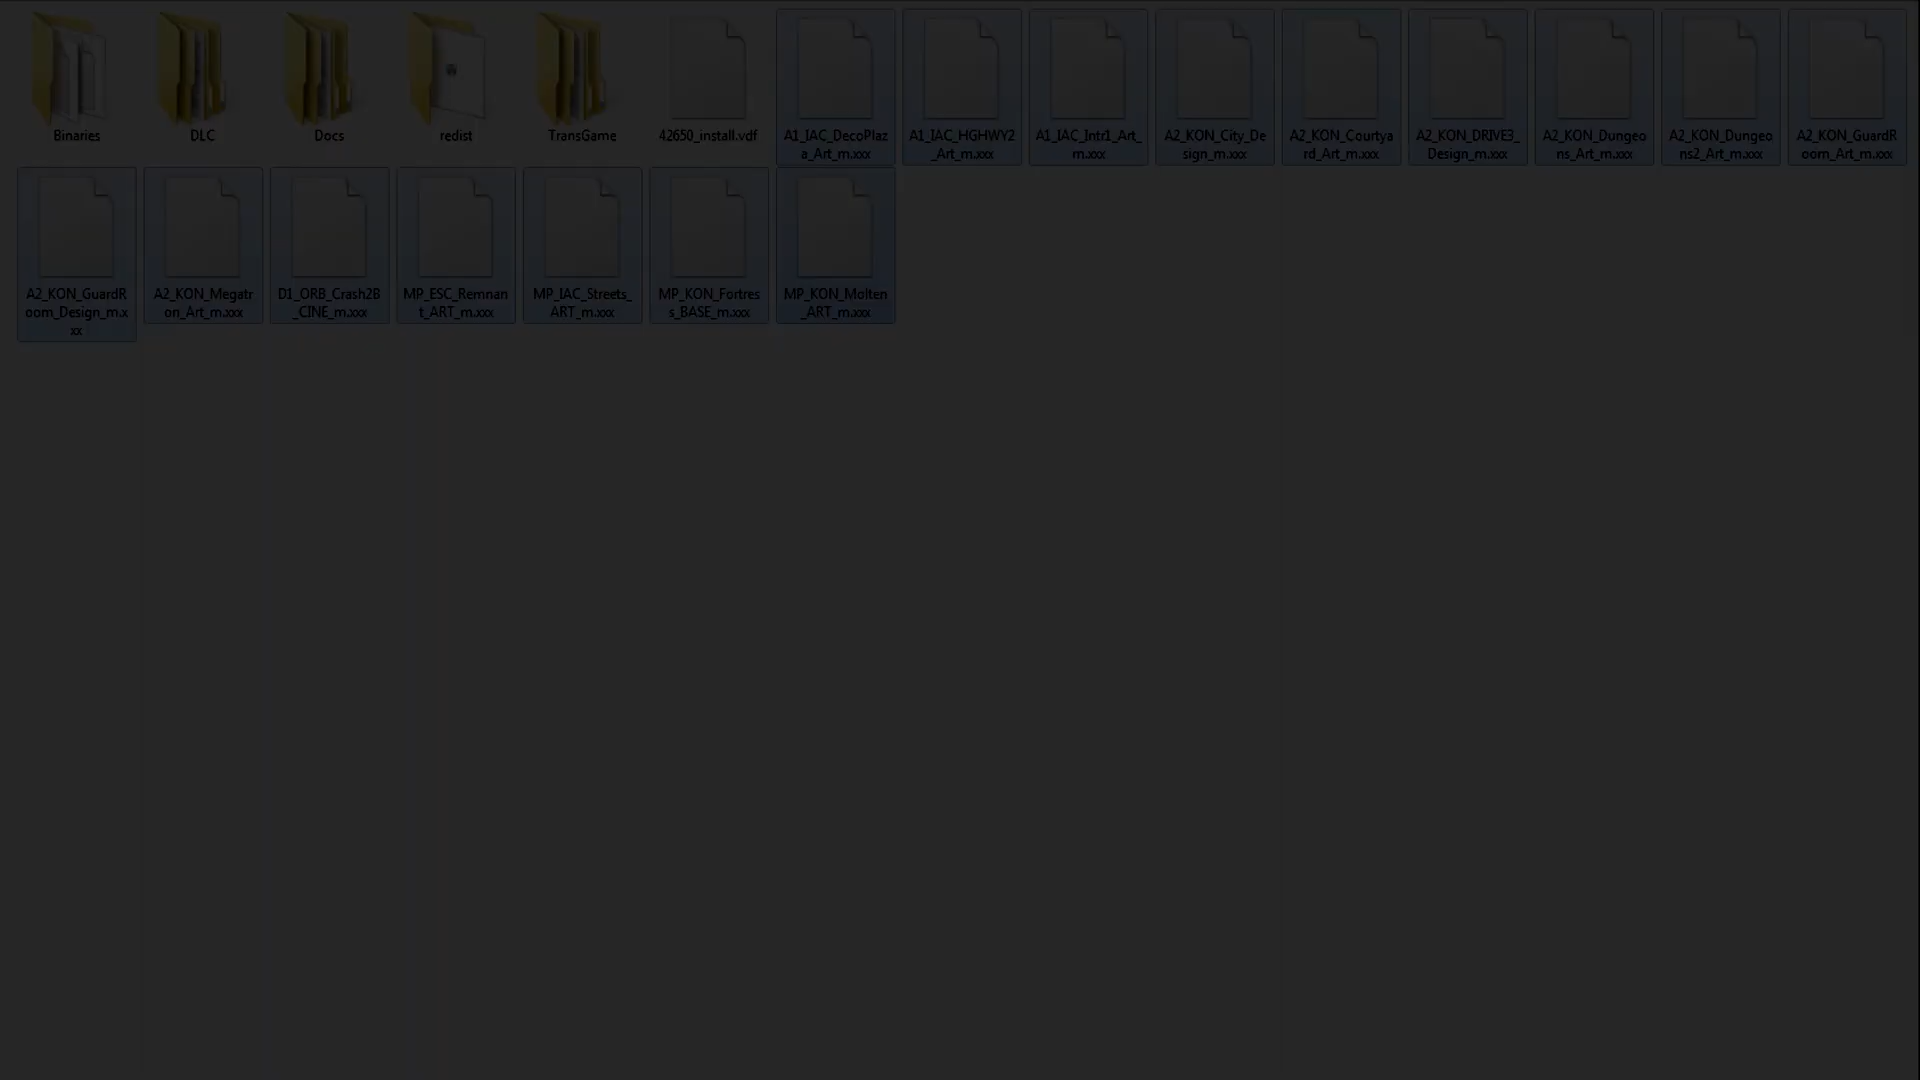 Binaries
DLC
Docs
redist
TransGame
42650_install.vdf
A1_IAC_DecoPlaz
a_Art_m.xxx
A1_IAC_HGHWY2
_Art_m.xxx
A1_IAC_Intr1_Art_
m.xxx
A2_KON_City_De
sign_m.xxx
A2_KON_Courtya
rd_Art_m.xxx
A2_KON_DRIVE3_
Design_m.xxx
A2_KON_Dungeo
ns_Art_m.xxx
A2_KON_Dungeo
ns2_Art_m.xxx
A2_KON_GuardR
oom_Art_m.xxx
A2_KON_GuardR
oom_Design_m.x
xx
A2_KON_Megatr
on_Art_m.xxx
D1_ORB_Crash2B
_CINE_m.xxx
MP_ESC_Remnan
t_ART_m.xxx
MP_IAC_Streets_
ART_m.xxx
MP_KON_Fortres
s_BASE_m.xxx
MP_KON_Molten
_ART_m.xxx